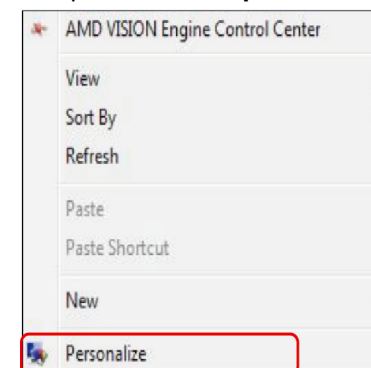 AMD VISION Engine Control Center
View
Sort By
Refresh
Paste
Paste Shortcut
New
Personalize